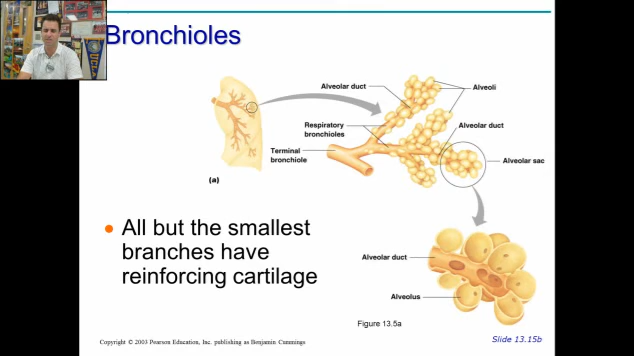 Bronchioles
Alveolar duct
Alveoli
Respiratory
bronchioles
Alveolar duct
Terminal
bronchiole
Alveolar sac
(a)
All but the smallest
branches have
reinforcing cartilage
Alveolar duct
Alveolus
Figure 13.5a
Copyright © 2003 Pearson Education, Inc. publishing as Benjamin Cummings
Slide 13.15b